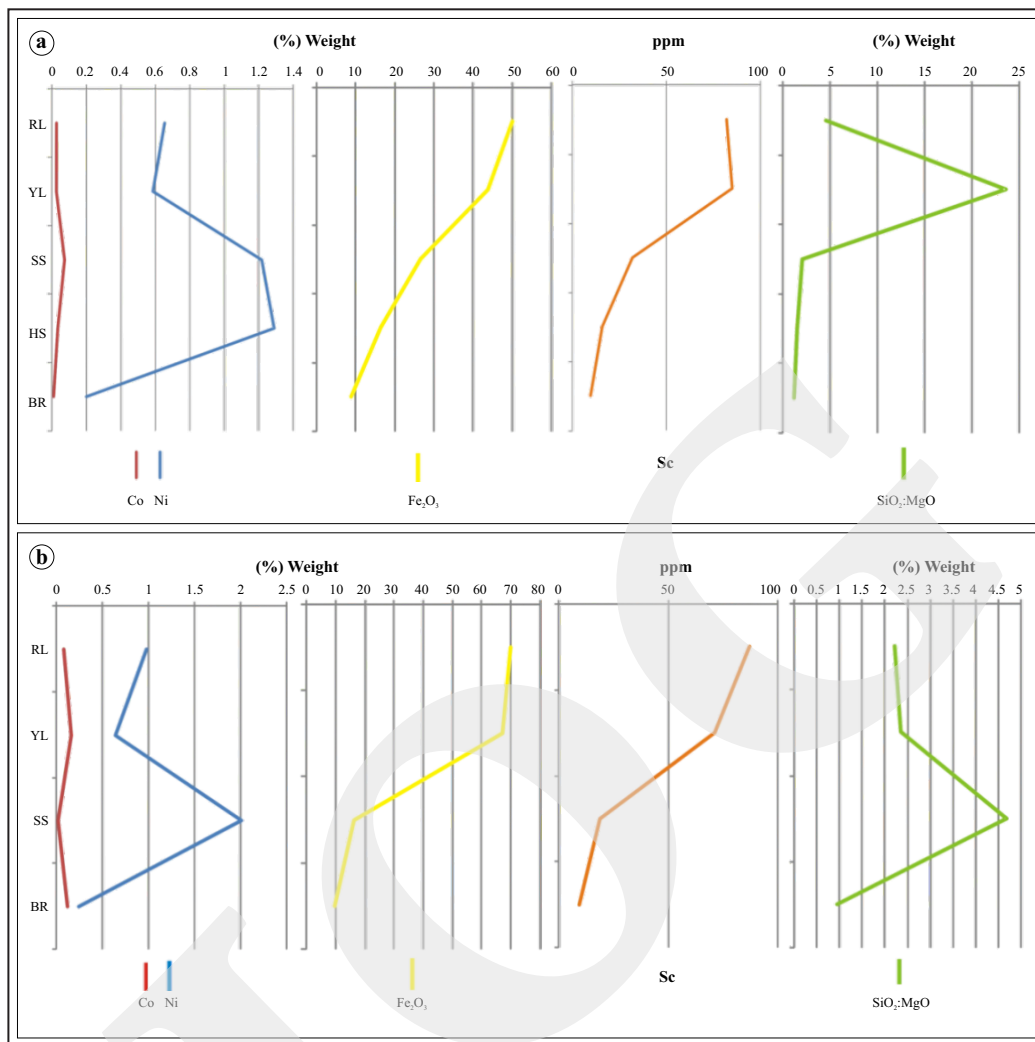 a
(%) Weight ppm (%) Weight
0 0.2 0.6 0.8 1 1.2 1.4 0 10 20 30 40 50 60 0 50 100 0 5 10 15 20 25
RL
YL
SS
HS
BR
Co Ni Fe₂O₃ Sc SiO₂:MgO
b
(%) Weight ppm (%) Weight
0 0.5 1 1.5 2 2.5 0 10 20 30 40 50 60 70 80 0 50 100 0 0.5 1 1.5 2 2.5 3 3.5 4 4.5 5
RL
YL
SS
BR
Co Ni Fe₂O₃ Sc SiO₂:MgO